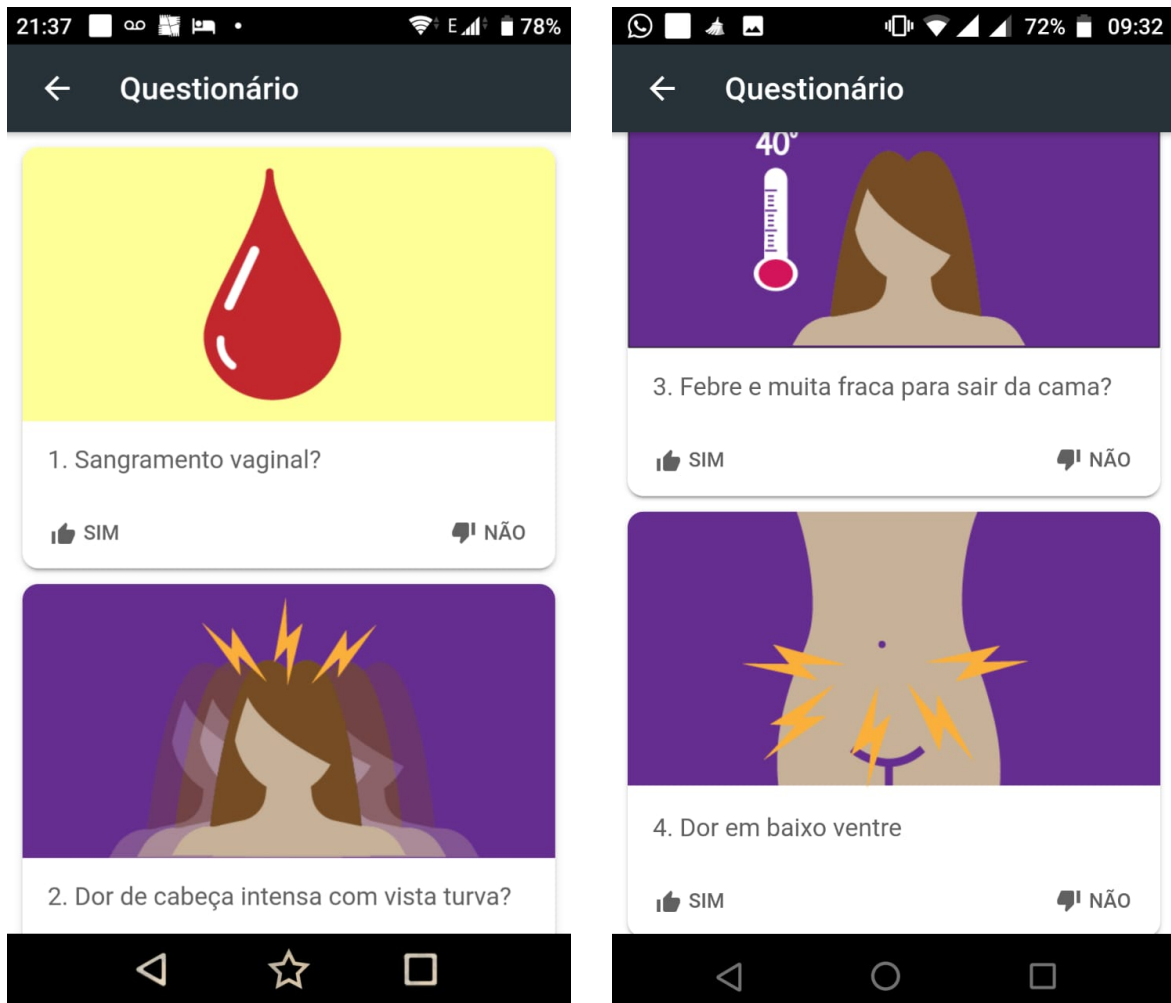 21:37 E 78%
Questionário
1. Sangramento vaginal?
SIM NÃO
2. Dor de cabeça intensa com vista turva?
72% 09:32
Questionário
40°
3. Febre e muita fraca para sair da cama?
SIM NÃO
4. Dor em baixo ventre
SIM NÃO